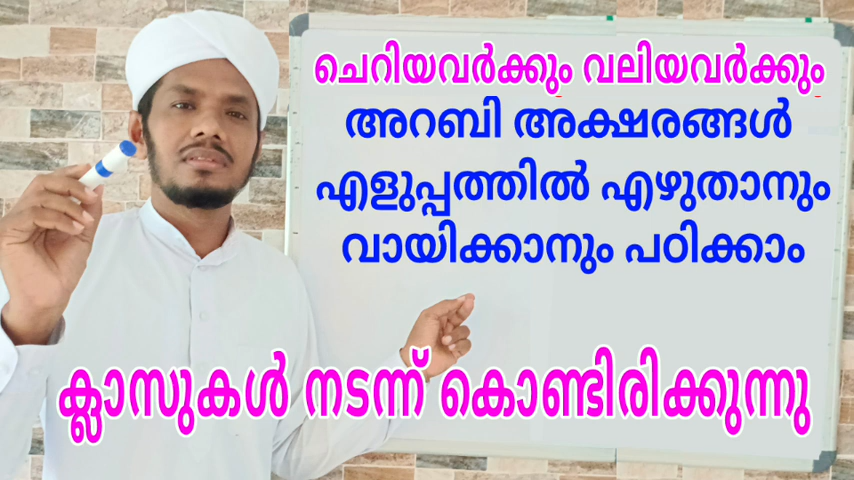 ചെറിയവർക്കും വലിയവർക്കും
അറബി അക്ഷരങ്ങൾ
എളുപ്പത്തിൽ എഴുതാനും
വായിക്കാനും പഠിക്കാം
ക്ലാസുകൾ നടന്ന് കൊണ്ടിരിക്കുന്നു